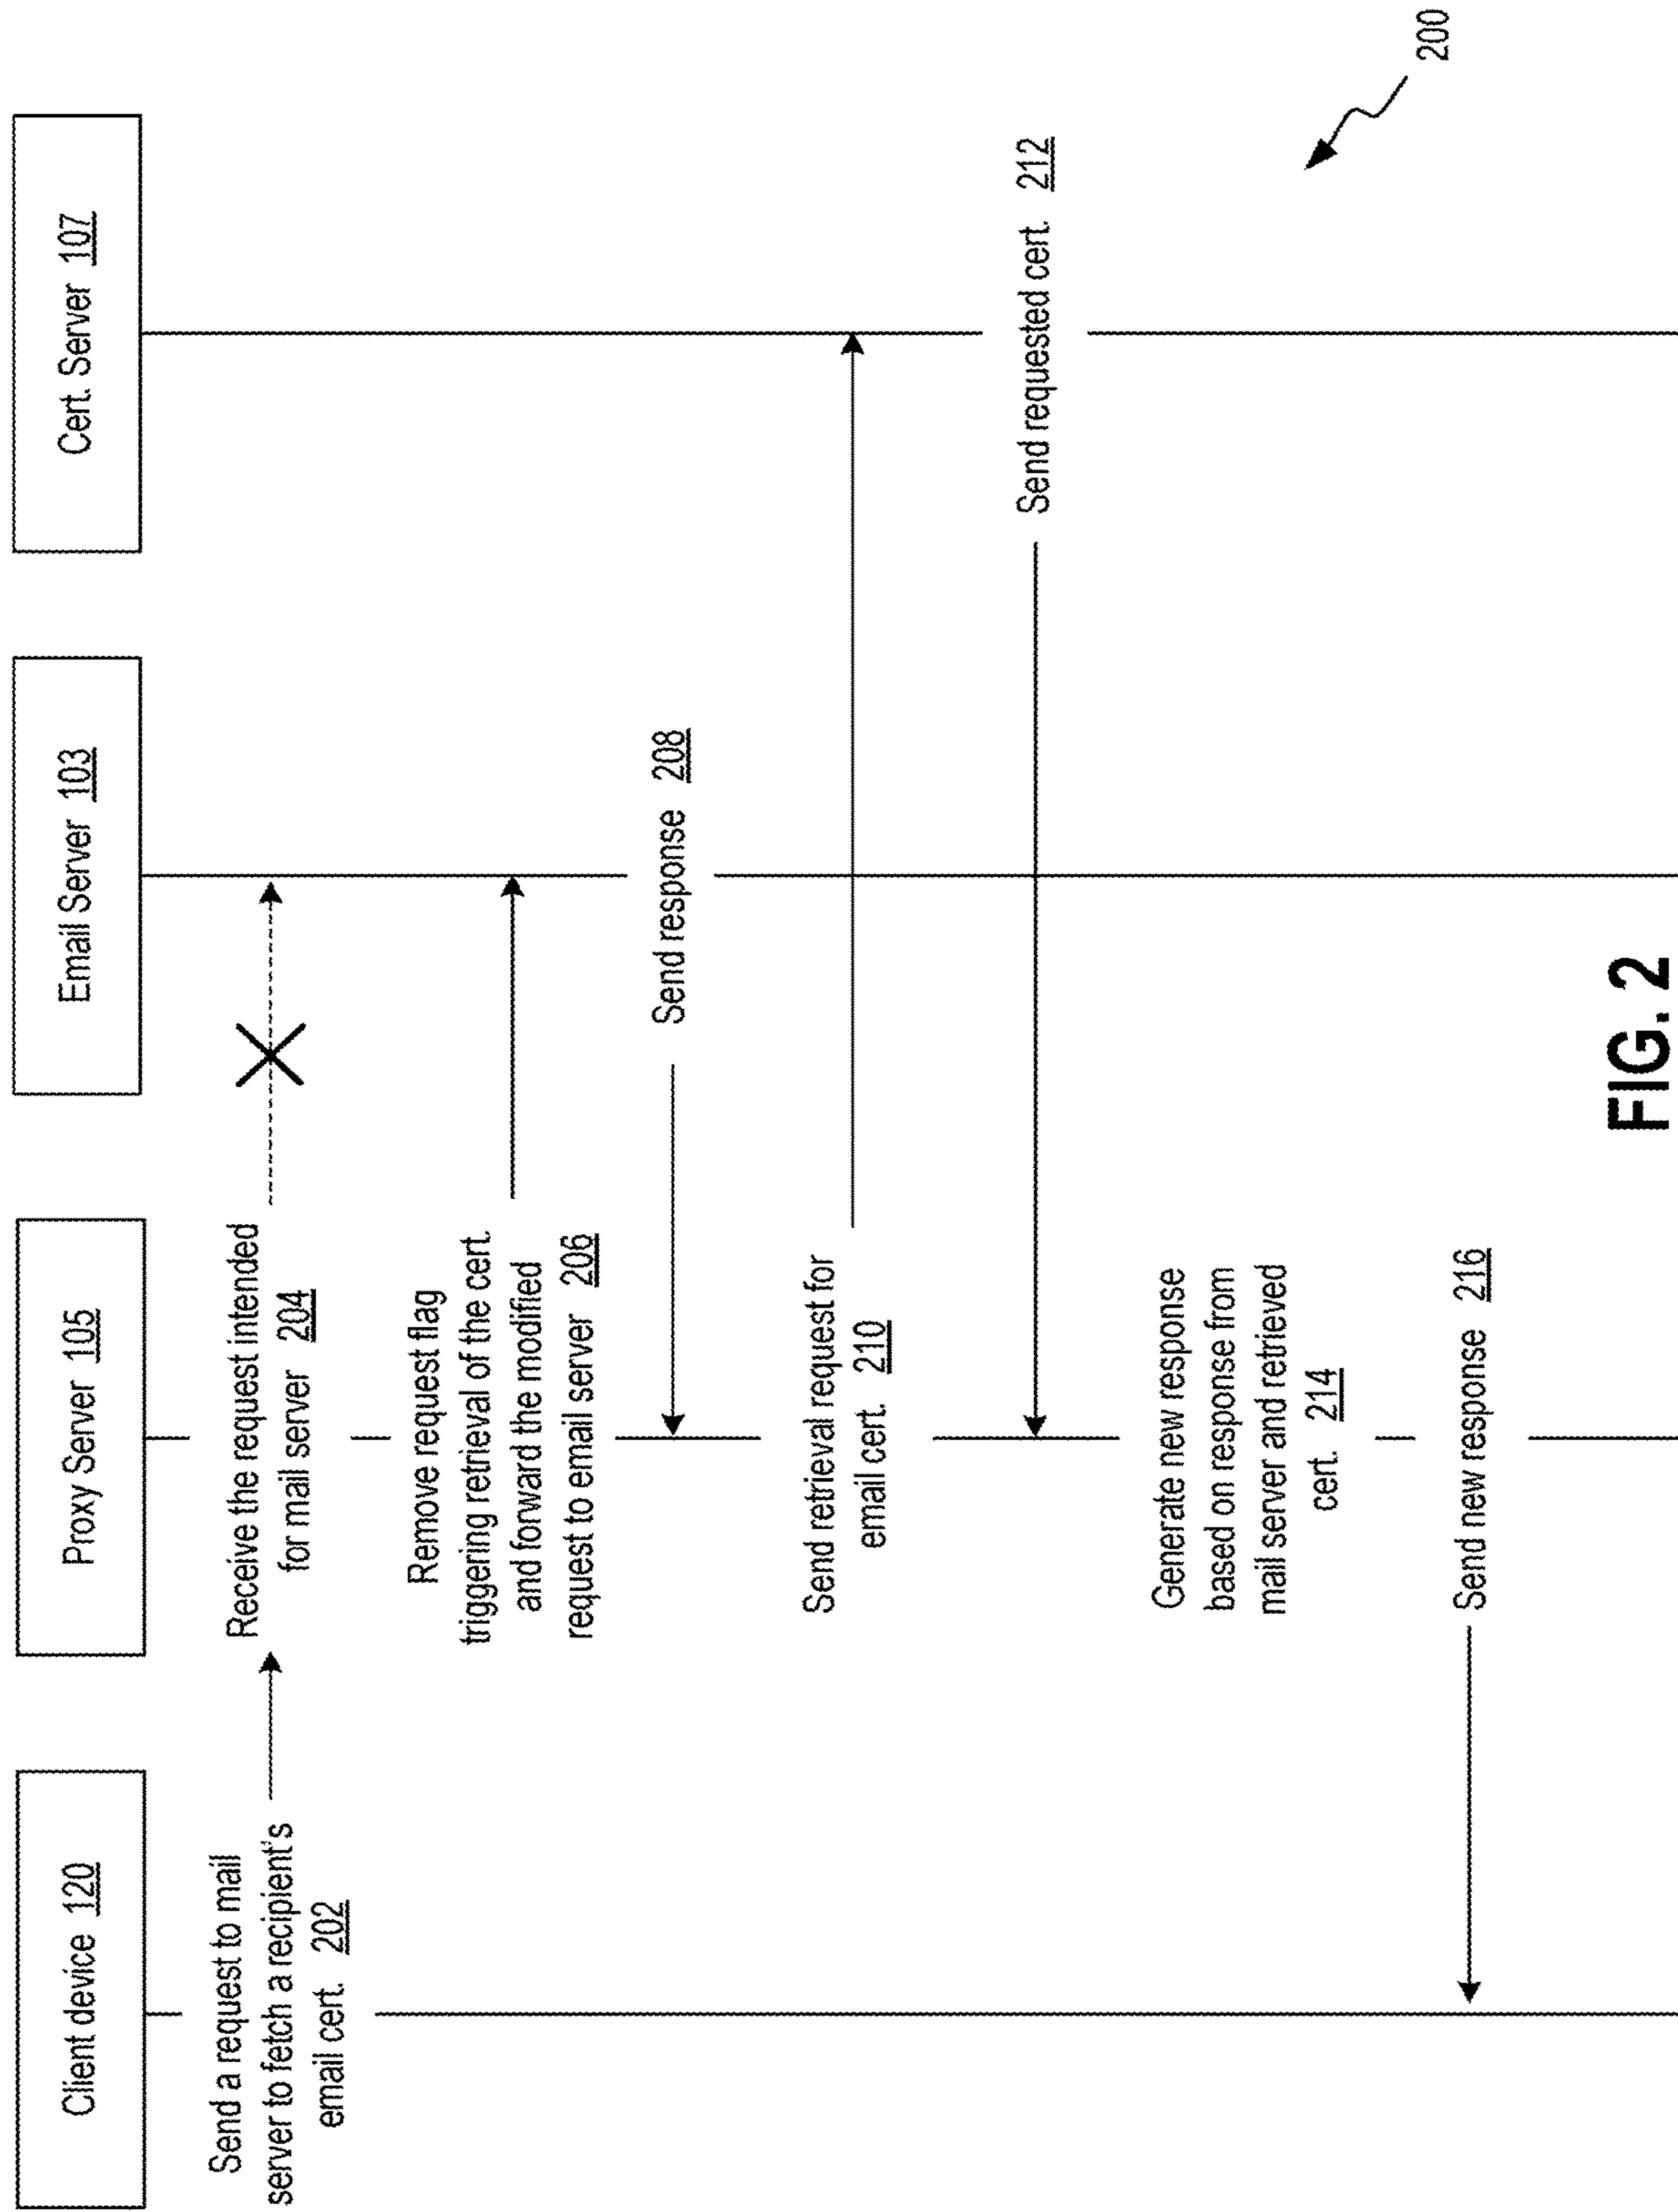 Client device 120
Proxy Server 105
Email Server 103
Cert. Server 107
Send a request to mail
server to fetch a recipient's
email cert. 202
Receive the request intended
for mail server 204
Remove request flag
triggering retrieval of the cert.
and forward the modified
request to email server 206
Send response 208
Send retrieval request for
email cert. 210
Send requested cert. 212
Generate new response
based on response from
mail server and retrieved
cert. 214
Send new response 216
200
FIG. 2